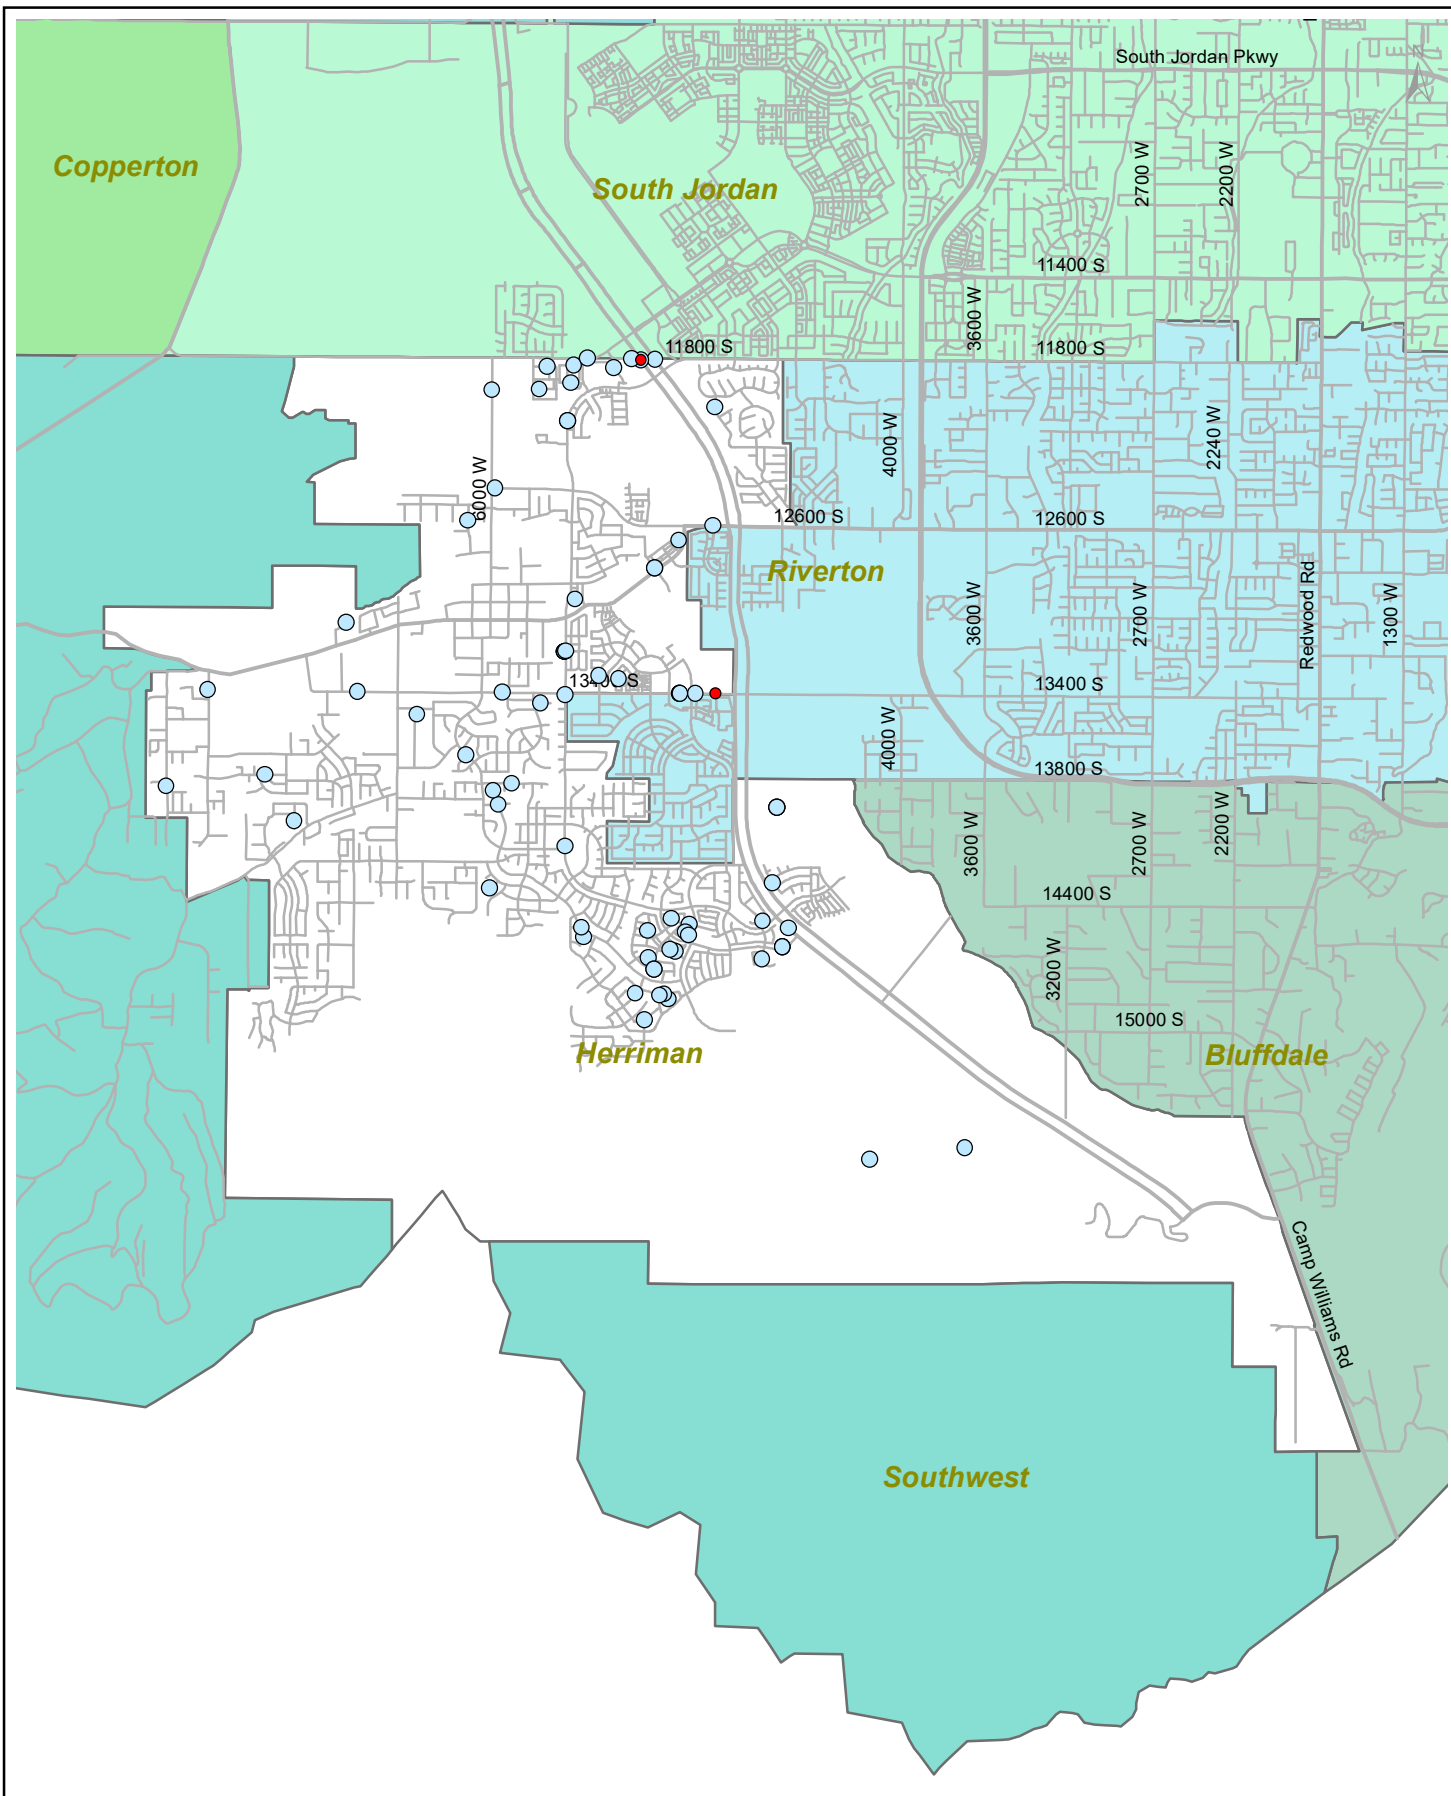 South Jordan Pkwy
Copperton
South Jordan
2700 W
2200 W
11400 S
3600 W
11800 S
11800 S
4000 W
2240 W
6000 W
12600 S
12600 S
Riverton
3600 W
2700 W
Redwood Rd
1300 W
13400 S
13400 S
4000 W
13800 S
3600 W
2700 W
2200 W
14400 S
3200 W
15000 S
Herriman
Bluffdale
Camp Williams Rd
Southwest